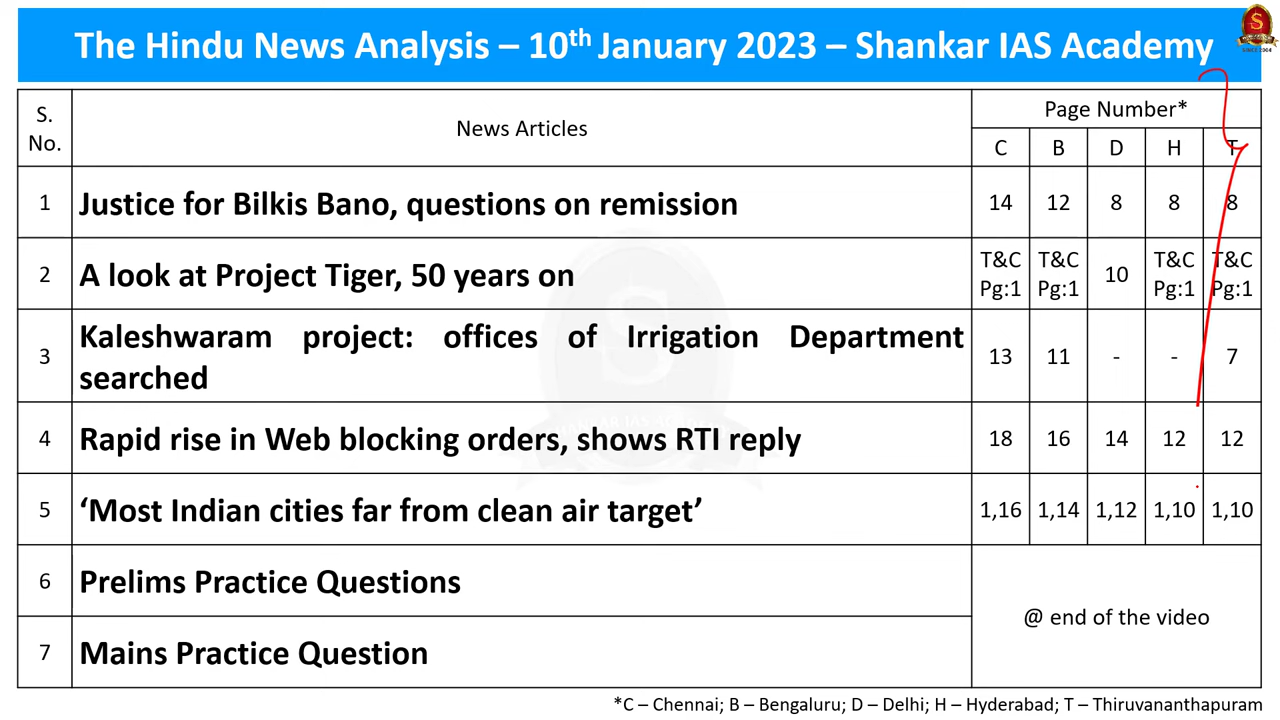 The Hindu News Analysis – 10th January 2023 – Shankar IAS Academy
S. No. News Articles Page Number*
C B D H T
1 Justice for Bilkis Bano, questions on remission 14 12 8 8 8
2 A look at Project Tiger, 50 years on T&C Pg:1 T&C Pg:1 10 T&C Pg:1 T&C Pg:1
3 Kaleshwaram project: offices of Irrigation Department
searched 13 11 - - 7
4 Rapid rise in Web blocking orders, shows RTI reply 18 16 14 12 12
5 ‘Most Indian cities far from clean air target’ 1,16 1,14 1,12 1,10 1,10
6 Prelims Practice Questions
@ end of the video
7 Mains Practice Question
*C – Chennai; B – Bengaluru; D – Delhi; H – Hyderabad; T – Thiruvananthapuram